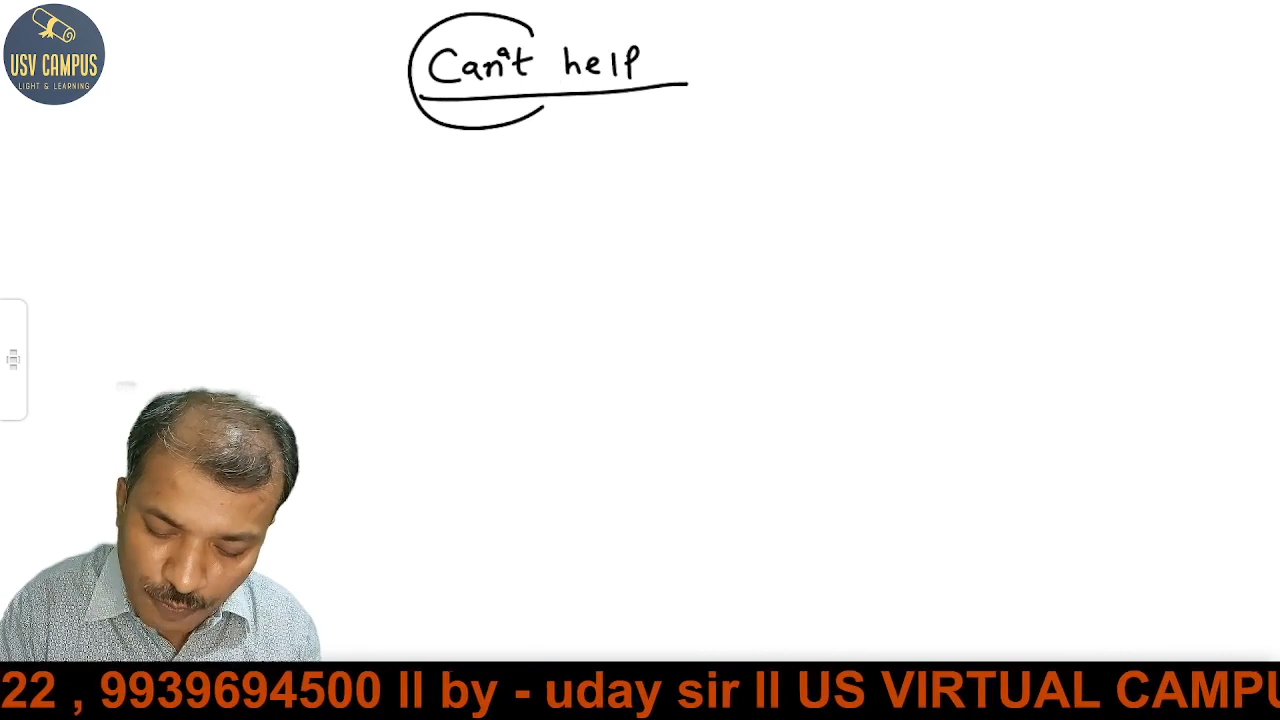 USV CAMPUS
LIGHT & LEARNING
Can't help
22 , 9939694500 ll by - uday sir ll US VIRTUAL CAMPU